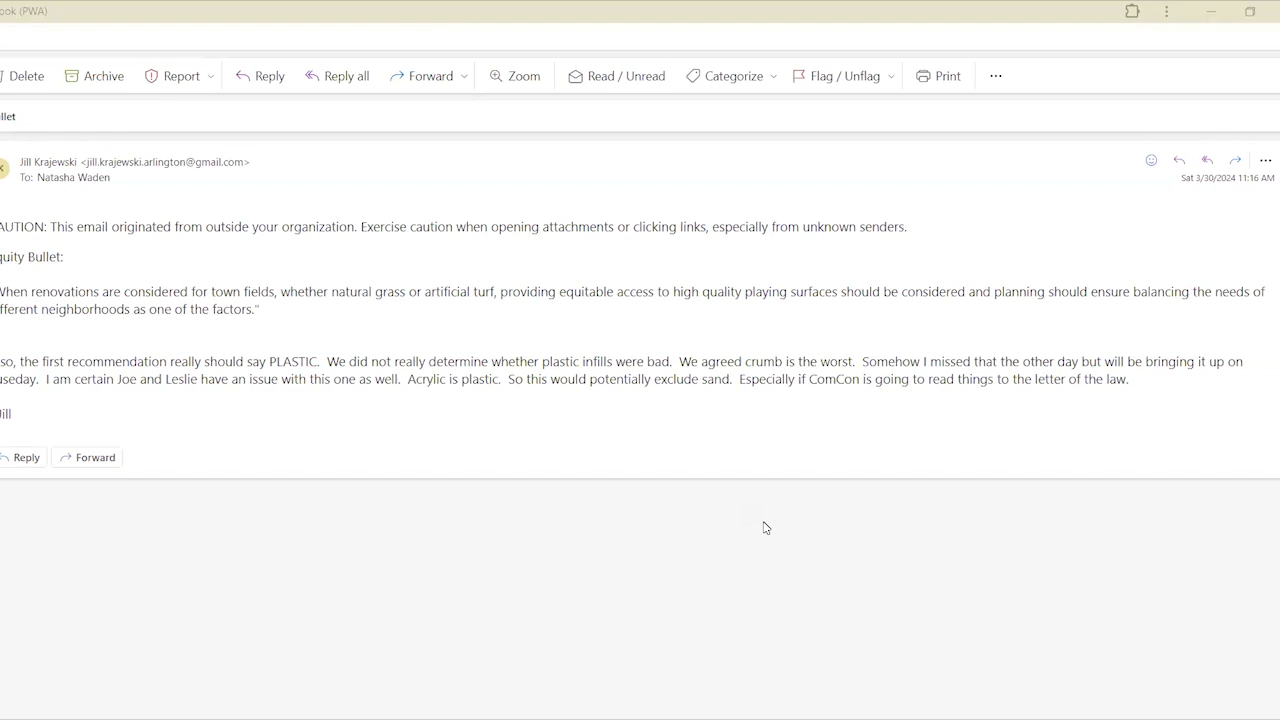 ook (PWA)
Delete Archive Report Reply Reply all Forward Zoom Read / Unread Categorize Flag / Unflag Print ...
llet
Jill Krajewski <jill.krajewski.arlington@gmail.com>
To: Natasha Waden
Sat 3/30/2024 11:16 AM
AUTION: This email originated from outside your organization. Exercise caution when opening attachments or clicking links, especially from unknown senders.
quity Bullet:
When renovations are considered for town fields, whether natural grass or artificial turf, providing equitable access to high quality playing surfaces should be considered and planning should ensure balancing the needs of
fferent neighborhoods as one of the factors."
so, the first recommendation really should say PLASTIC. We did not really determine whether plastic infills were bad. We agreed crumb is the worst. Somehow I missed that the other day but will be bringing it up on
useday. I am certain Joe and Leslie have an issue with this one as well. Acrylic is plastic. So this would potentially exclude sand. Especially if ComCon is going to read things to the letter of the law.
Jill
Reply Forward